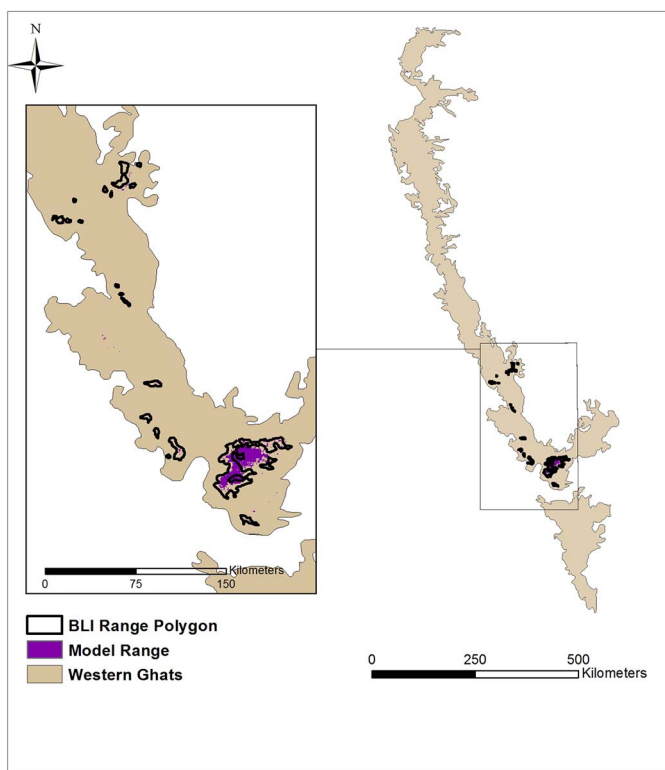 N
Kilometers
0 75 150
BLI Range Polygon
Model Range
Western Ghats
0 250 500
Kilometers